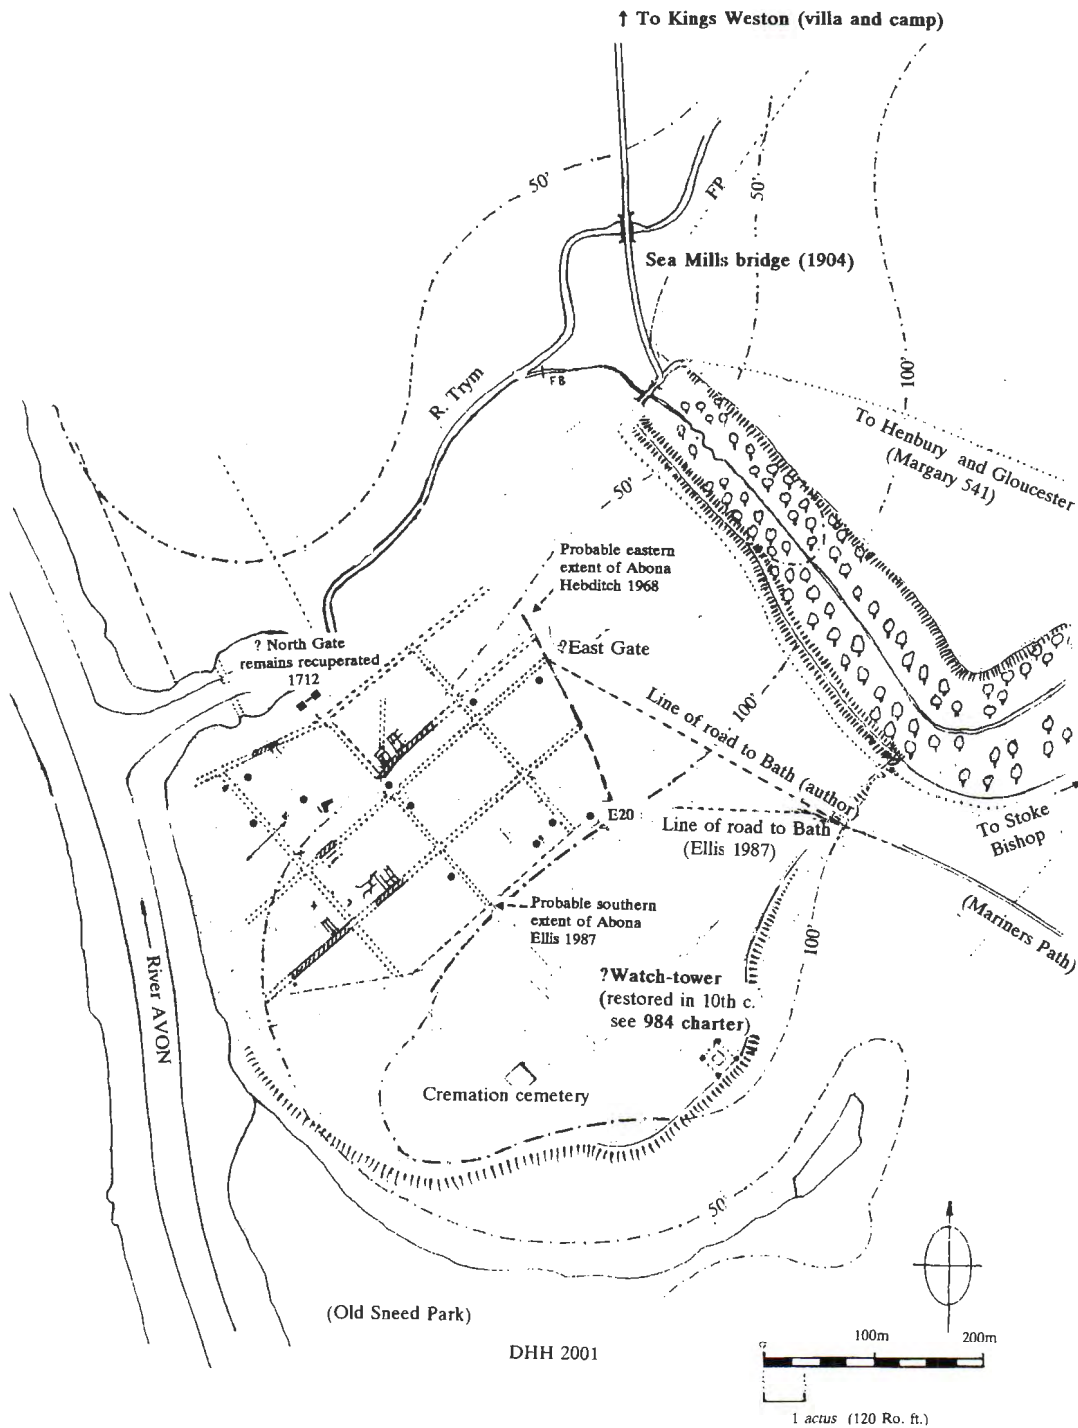 ↑ To Kings Weston (villa and camp)
50'
FP
50'
Sea Mills bridge (1904)
100'
R. Trym
FB
To Henbury and Gloucester
(Margary 541)
50'
Probable eastern
extent of Abona
Hebditch 1968
? North Gate
remains recuperated
1712
?East Gate
Line of road to Bath (author)
100'
E20
Line of road to Bath
(Ellis 1987)
To Stoke
Bishop
(Mariners Path)
Probable southern
extent of Abona
Ellis 1987
100'
?Watch-tower
(restored in 10th c.
see 984 charter)
River AVON
Cremation cemetery
50'
(Old Sneed Park)
DHH 2001
100m
200m
1 actus (120 Ro. ft.)